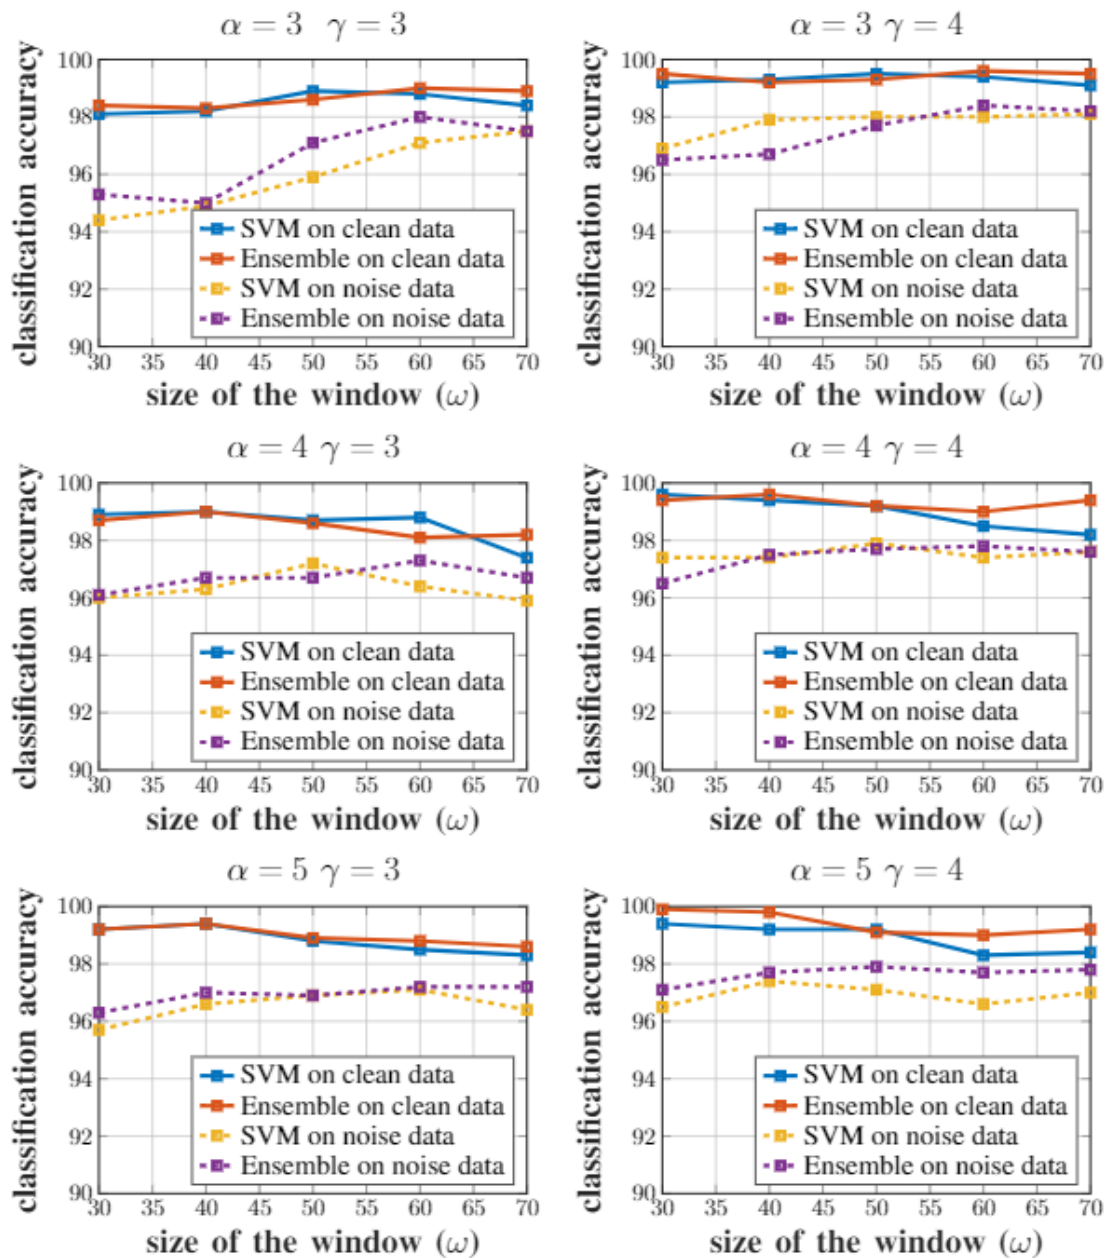 α = 3 γ = 3
classification accuracy
100
98
96
94
92
90
SVM on clean data
Ensemble on clean data
SVM on noise data
Ensemble on noise data
30 35 40 45 50 55 60 65 70
size of the window (ω)
α = 3 γ = 4
classification accuracy
100
98
96
94
92
90
SVM on clean data
Ensemble on clean data
SVM on noise data
Ensemble on noise data
30 35 40 45 50 55 60 65 70
size of the window (ω)
α = 4 γ = 3
classification accuracy
100
98
96
94
92
90
SVM on clean data
Ensemble on clean data
SVM on noise data
Ensemble on noise data
30 35 40 45 50 55 60 65 70
size of the window (ω)
α = 4 γ = 4
classification accuracy
100
98
96
94
92
90
SVM on clean data
Ensemble on clean data
SVM on noise data
Ensemble on noise data
30 35 40 45 50 55 60 65 70
size of the window (ω)
α = 5 γ = 3
classification accuracy
100
98
96
94
92
90
SVM on clean data
Ensemble on clean data
SVM on noise data
Ensemble on noise data
30 35 40 45 50 55 60 65 70
size of the window (ω)
α = 5 γ = 4
classification accuracy
100
98
96
94
92
90
SVM on clean data
Ensemble on clean data
SVM on noise data
Ensemble on noise data
30 35 40 45 50 55 60 65 70
size of the window (ω)